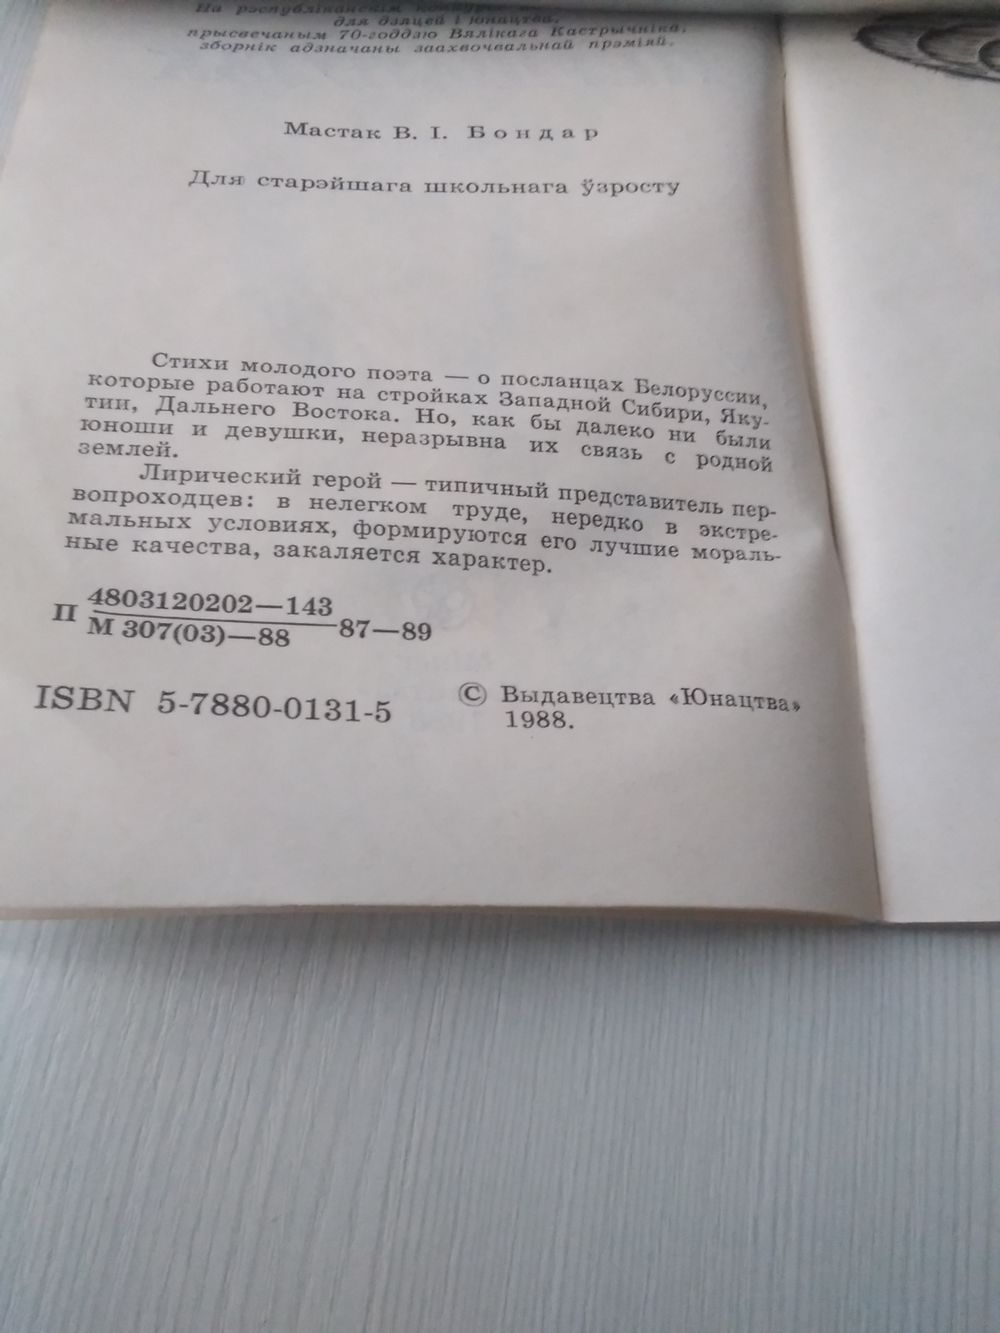 На рэспубліканскім конкурсе
для дзяцей і юнацтва,
прысвечаным 70-годдзю Вялікага Кастрычніка,
зборнік адзначаны заахвочвальнай прэміяй.
Мастак В. І. Бондар
Для старэйшага школьнага ўзросту
Стихи молодого поэта — о посланцах Белоруссии,
которые работают на стройках Западной Сибири, Яку-
тии, Дальнего Востока. Но, как бы далеко ни были
юноши и девушки, неразрывна их связь с родной
землей.
Лирический герой — типичный представитель пер-
вопроходцев: в нелегком труде, нередко в экстре-
мальных условиях, формируются его лучшие мораль-
ные качества, закаляется характер.
П 4803120202—143
М 307(03)—88 87—89
ISBN 5-7880-0131-5
© Выдавецтва «Юнацтва»
1988.